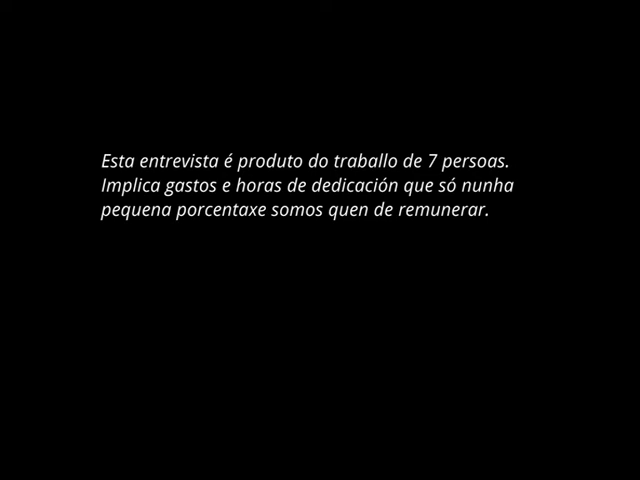 Esta entrevista é produto do traballo de 7 persoas.
Implica gastos e horas de dedicación que só nunha
pequena porcentaxe somos quen de remunerar.